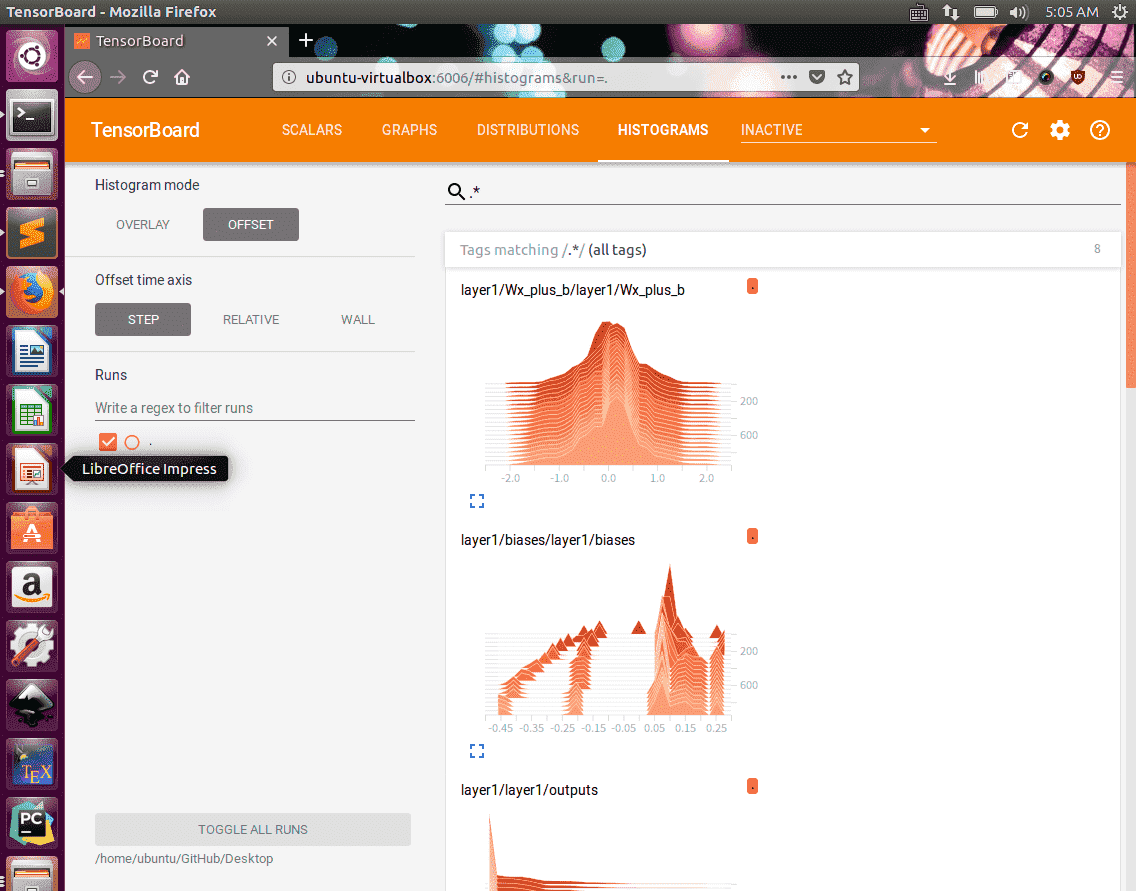 TensorBoard - Mozilla Firefox
5:05 AM
TensorBoard
ubuntu-virtualbox:6006/#histograms&run=.
TensorBoard
SCALARS
GRAPHS
DISTRIBUTIONS
HISTOGRAMS
INACTIVE
Histogram mode
OVERLAY
OFFSET
Offset time axis
STEP
RELATIVE
WALL
Runs
Write a regex to filter runs
.
LibreOffice Impress
TOGGLE ALL RUNS
/home/ubuntu/GitHub/Desktop
.*
Tags matching /.*/ (all tags)
8
layer1/Wx_plus_b/layer1/Wx_plus_b
.
200
600
-2.0 -1.0 0.0 1.0 2.0
layer1/biases/layer1/biases
.
200
600
-0.45 -0.35 -0.25 -0.15 -0.05 0.05 0.15 0.25
layer1/layer1/outputs
.
>_
a
TEX
PC